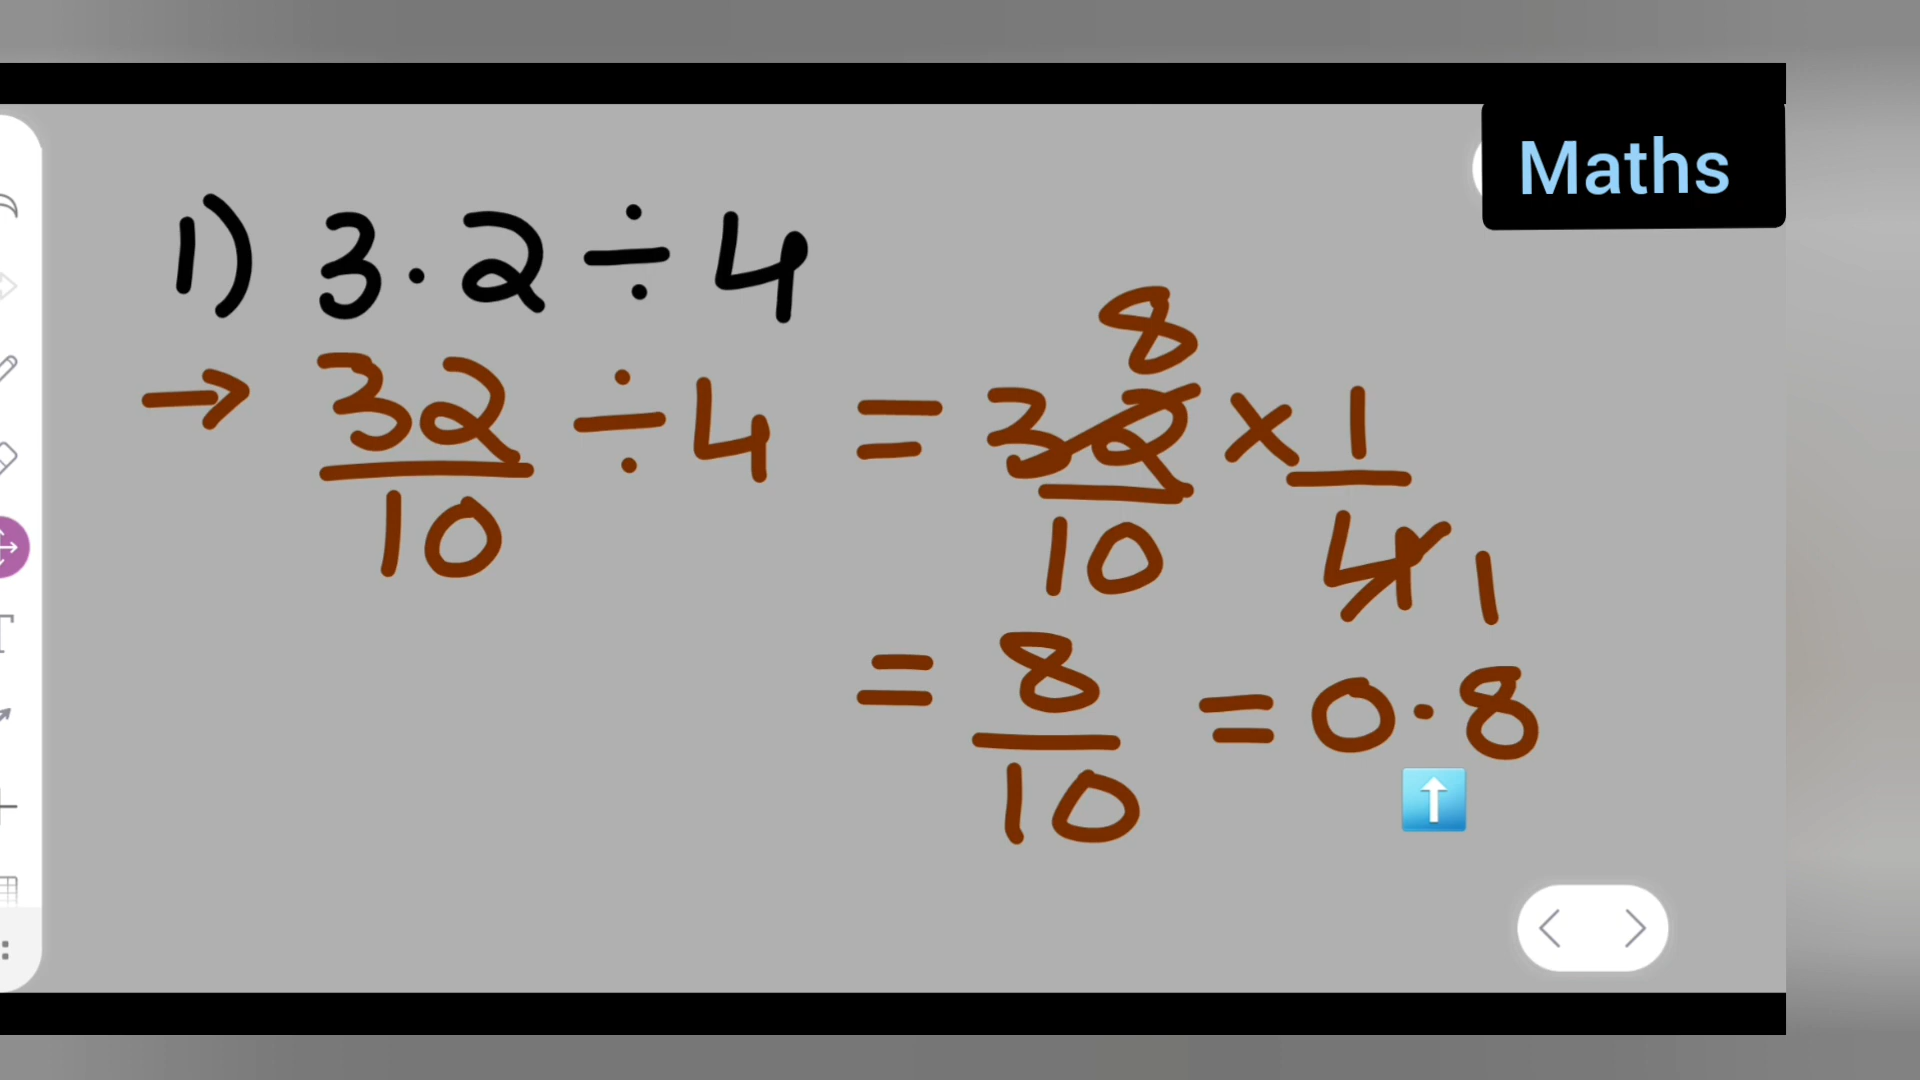 Maths
1) 3.2 ÷ 4
→ 32/10 ÷ 4 = 32/10 × 1/4
8
1
= 8/10 = 0.8